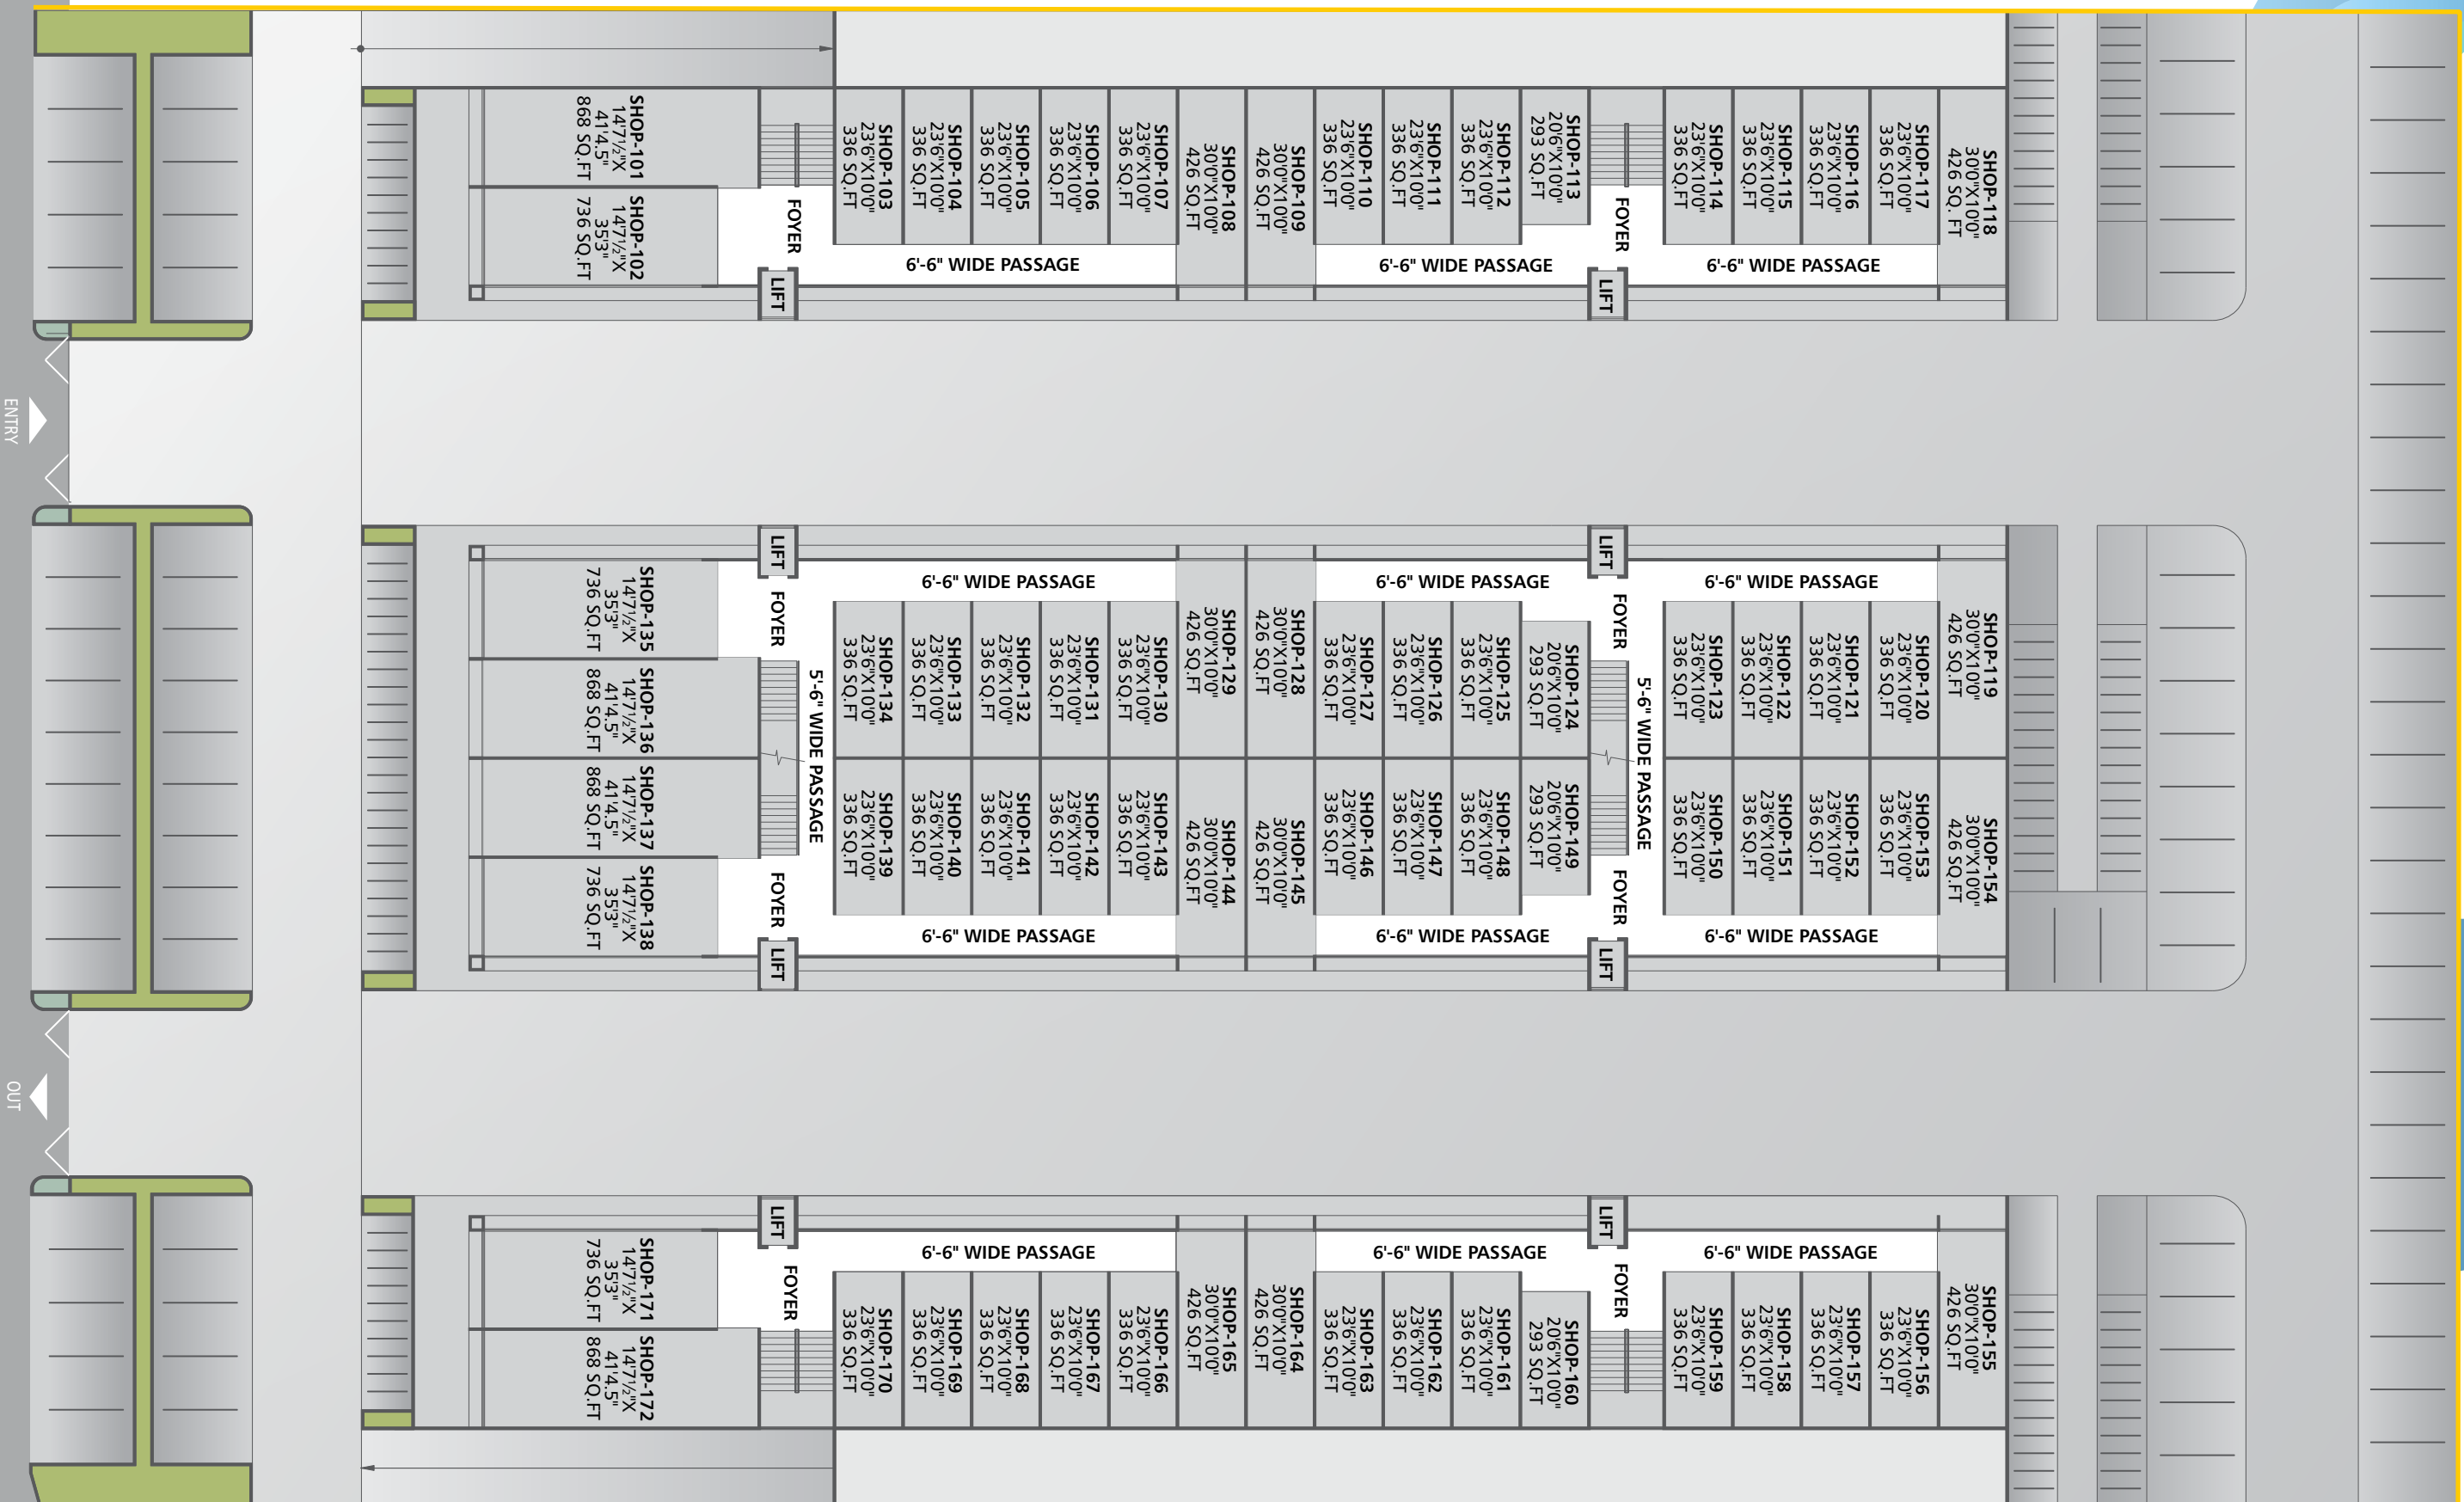 SHOP-101
14'7½"X
41'4.5"
868 SQ.FT
SHOP-102
14'7½"X
35'3"
736 SQ.FT
FOYER
LIFT
SHOP-103
23'6"X10'0"
336 SQ.FT
SHOP-104
23'6"X10'0"
336 SQ.FT
SHOP-105
23'6"X10'0"
336 SQ.FT
SHOP-106
23'6"X10'0"
336 SQ.FT
SHOP-107
23'6"X10'0"
336 SQ.FT
6'-6" WIDE PASSAGE
SHOP-108
30'0"X10'0"
426 SQ.FT
SHOP-109
30'0"X10'0"
426 SQ.FT
SHOP-110
23'6"X10'0"
336 SQ.FT
SHOP-111
23'6"X10'0"
336 SQ.FT
SHOP-112
23'6"X10'0"
336 SQ.FT
SHOP-113
20'6"X10'0"
293 SQ.FT
6'-6" WIDE PASSAGE
FOYER
LIFT
SHOP-114
23'6"X10'0"
336 SQ.FT
SHOP-115
23'6"X10'0"
336 SQ.FT
SHOP-116
23'6"X10'0"
336 SQ.FT
SHOP-117
23'6"X10'0"
336 SQ.FT
6'-6" WIDE PASSAGE
SHOP-118
30'0"X10'0"
426 SQ. FT
ENTRY
LIFT
FOYER
6'-6" WIDE PASSAGE
6'-6" WIDE PASSAGE
LIFT
FOYER
6'-6" WIDE PASSAGE
SHOP-135
14'7½"X
35'3"
736 SQ.FT
SHOP-136
14'7½"X
41'4.5"
868 SQ.FT
5'-6" WIDE PASSAGE
SHOP-134
23'6"X10'0"
336 SQ.FT
SHOP-133
23'6"X10'0"
336 SQ.FT
SHOP-132
23'6"X10'0"
336 SQ.FT
SHOP-131
23'6"X10'0"
336 SQ.FT
SHOP-130
23'6"X10'0"
336 SQ.FT
SHOP-129
30'0"X10'0"
426 SQ.FT
SHOP-128
30'0"X10'0"
426 SQ.FT
SHOP-127
23'6"X10'0"
336 SQ.FT
SHOP-126
23'6"X10'0"
336 SQ.FT
SHOP-125
23'6"X10'0"
336 SQ.FT
SHOP-124
20'6"X10'0"
293 SQ.FT
5'-6" WIDE PASSAGE
SHOP-123
23'6"X10'0"
336 SQ.FT
SHOP-122
23'6"X10'0"
336 SQ.FT
SHOP-121
23'6"X10'0"
336 SQ.FT
SHOP-120
23'6"X10'0"
336 SQ.FT
SHOP-119
30'0"X10'0"
426 SQ.FT
SHOP-137
14'7½"X
41'4.5"
868 SQ.FT
SHOP-138
14'7½"X
35'3"
736 SQ.FT
FOYER
LIFT
SHOP-139
23'6"X10'0"
336 SQ.FT
SHOP-140
23'6"X10'0"
336 SQ.FT
SHOP-141
23'6"X10'0"
336 SQ.FT
SHOP-142
23'6"X10'0"
336 SQ.FT
SHOP-143
23'6"X10'0"
336 SQ.FT
6'-6" WIDE PASSAGE
SHOP-144
30'0"X10'0"
426 SQ.FT
SHOP-145
30'0"X10'0"
426 SQ.FT
SHOP-146
23'6"X10'0"
336 SQ.FT
SHOP-147
23'6"X10'0"
336 SQ.FT
SHOP-148
23'6"X10'0"
336 SQ.FT
SHOP-149
20'6"X10'0"
293 SQ.FT
6'-6" WIDE PASSAGE
FOYER
LIFT
SHOP-150
23'6"X10'0"
336 SQ.FT
SHOP-151
23'6"X10'0"
336 SQ.FT
SHOP-152
23'6"X10'0"
336 SQ.FT
SHOP-153
23'6"X10'0"
336 SQ.FT
6'-6" WIDE PASSAGE
SHOP-154
30'0"X10'0"
426 SQ.FT
OUT
LIFT
FOYER
6'-6" WIDE PASSAGE
6'-6" WIDE PASSAGE
LIFT
FOYER
6'-6" WIDE PASSAGE
SHOP-171
14'7½"X
35'3"
736 SQ.FT
SHOP-172
14'7½"X
41'4.5"
868 SQ.FT
SHOP-170
23'6"X10'0"
336 SQ.FT
SHOP-169
23'6"X10'0"
336 SQ.FT
SHOP-168
23'6"X10'0"
336 SQ.FT
SHOP-167
23'6"X10'0"
336 SQ.FT
SHOP-166
23'6"X10'0"
336 SQ.FT
SHOP-165
30'0"X10'0"
426 SQ.FT
SHOP-164
30'0"X10'0"
426 SQ.FT
SHOP-163
23'6"X10'0"
336 SQ.FT
SHOP-162
23'6"X10'0"
336 SQ.FT
SHOP-161
23'6"X10'0"
336 SQ.FT
SHOP-160
20'6"X10'0"
293 SQ.FT
SHOP-159
23'6"X10'0"
336 SQ.FT
SHOP-158
23'6"X10'0"
336 SQ.FT
SHOP-157
23'6"X10'0"
336 SQ.FT
SHOP-156
23'6"X10'0"
336 SQ.FT
SHOP-155
30'0"X10'0"
426 SQ.FT